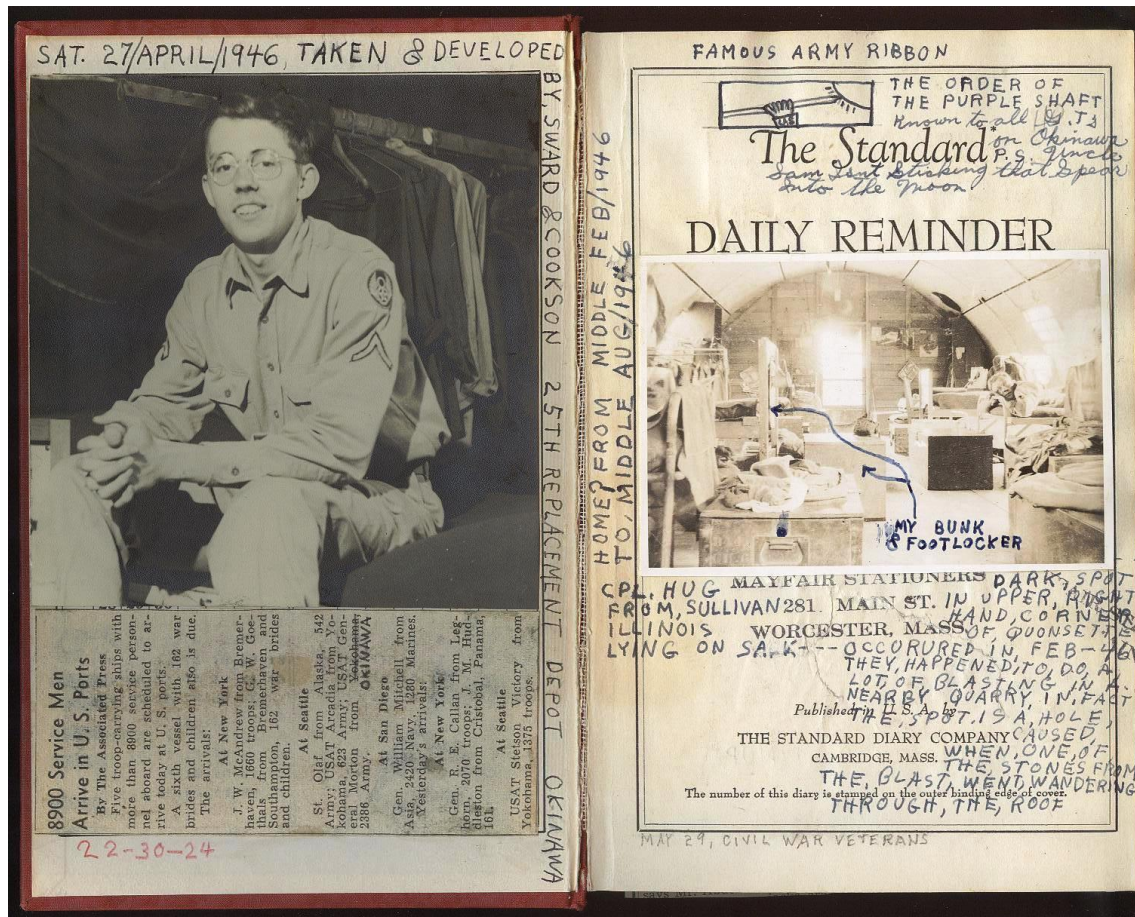 SAT. 27/APRIL/1946, TAKEN & DEVELOPED
BY, SWARD & COOKSON 25TH REPLACEMENT DEPOT OKINAWA
8900 Service Men
Arrive in U. S. Ports
By The Associated Press
Five troop-carrying ships with
more than 8900 service person-
nel aboard are scheduled to ar-
rive today at U. S. ports.
A sixth vessel with 162 war
brides and children also is due.
The arrivals:
At New York
J. W. McAndrew from Bremer-
haven, 1660 troops; G. W. Goe-
thals from Bremerhaven and
Southampton, 162 war brides
and children.
At Seattle
St. Olaf from Alaska, 542
Army; USAT Arcadia from Yo-
kohama, 623 Army; USAT Gen-
eral Morton from Yokohama,
OKINAWA
2386 Army.
At San Diego
Gen. William Mitchell from
Asia, 2420 Navy, 1280 Marines.
Yesterday's arrivals:
At New York
Gen. R. E. Callan from Leg-
horn, 2070 troops; J. M. Hud-
dleston from Cristobal, Panama,
161.
At Seattle
USAT Stetson Victory from
Yokohama, 1375 troops.
22-30-24
FAMOUS ARMY RIBBON
U.S.
THE ORDER OF
THE PURPLE SHAFT
Known to all G.I's
on Okinawa
P.S. Uncle
Sam Isnt Sticking that Spear
Into the Moon
The Standard
DAILY REMINDER
HOME? FROM MIDDLE FEB/1946
TO, MIDDLE AUG/1946
MY BUNK
& FOOTLOCKER
CPL. HUG
FROM, SULLIVAN
ILLINOIS
LYING ON SACK---
MAYFAIR STATIONERS
281 MAIN ST.
WORCESTER, MASS.
DARK, SPOT
IN UPPER, RIGHT
HAND, CORNER
OF, QUONSET
OCCURURED IN, FEB-46
THEY, HAPPENED, TO, DO, A
LOT, OF BLASTING IN, A
NEARBY QUARRY, IN, FACT
THE, SPOT. IS A, HOLE,
CAUSED,
WHEN, ONE, OF
THE, STONES FROM
THE, BLAST, WENT, WANDERING
THROUGH, THE, ROOF
Published in U. S. A. by
THE STANDARD DIARY COMPANY
CAMBRIDGE, MASS.
The number of this diary is stamped on the outer binding edge of cover.
MAY 29, CIVIL WAR VETERANS